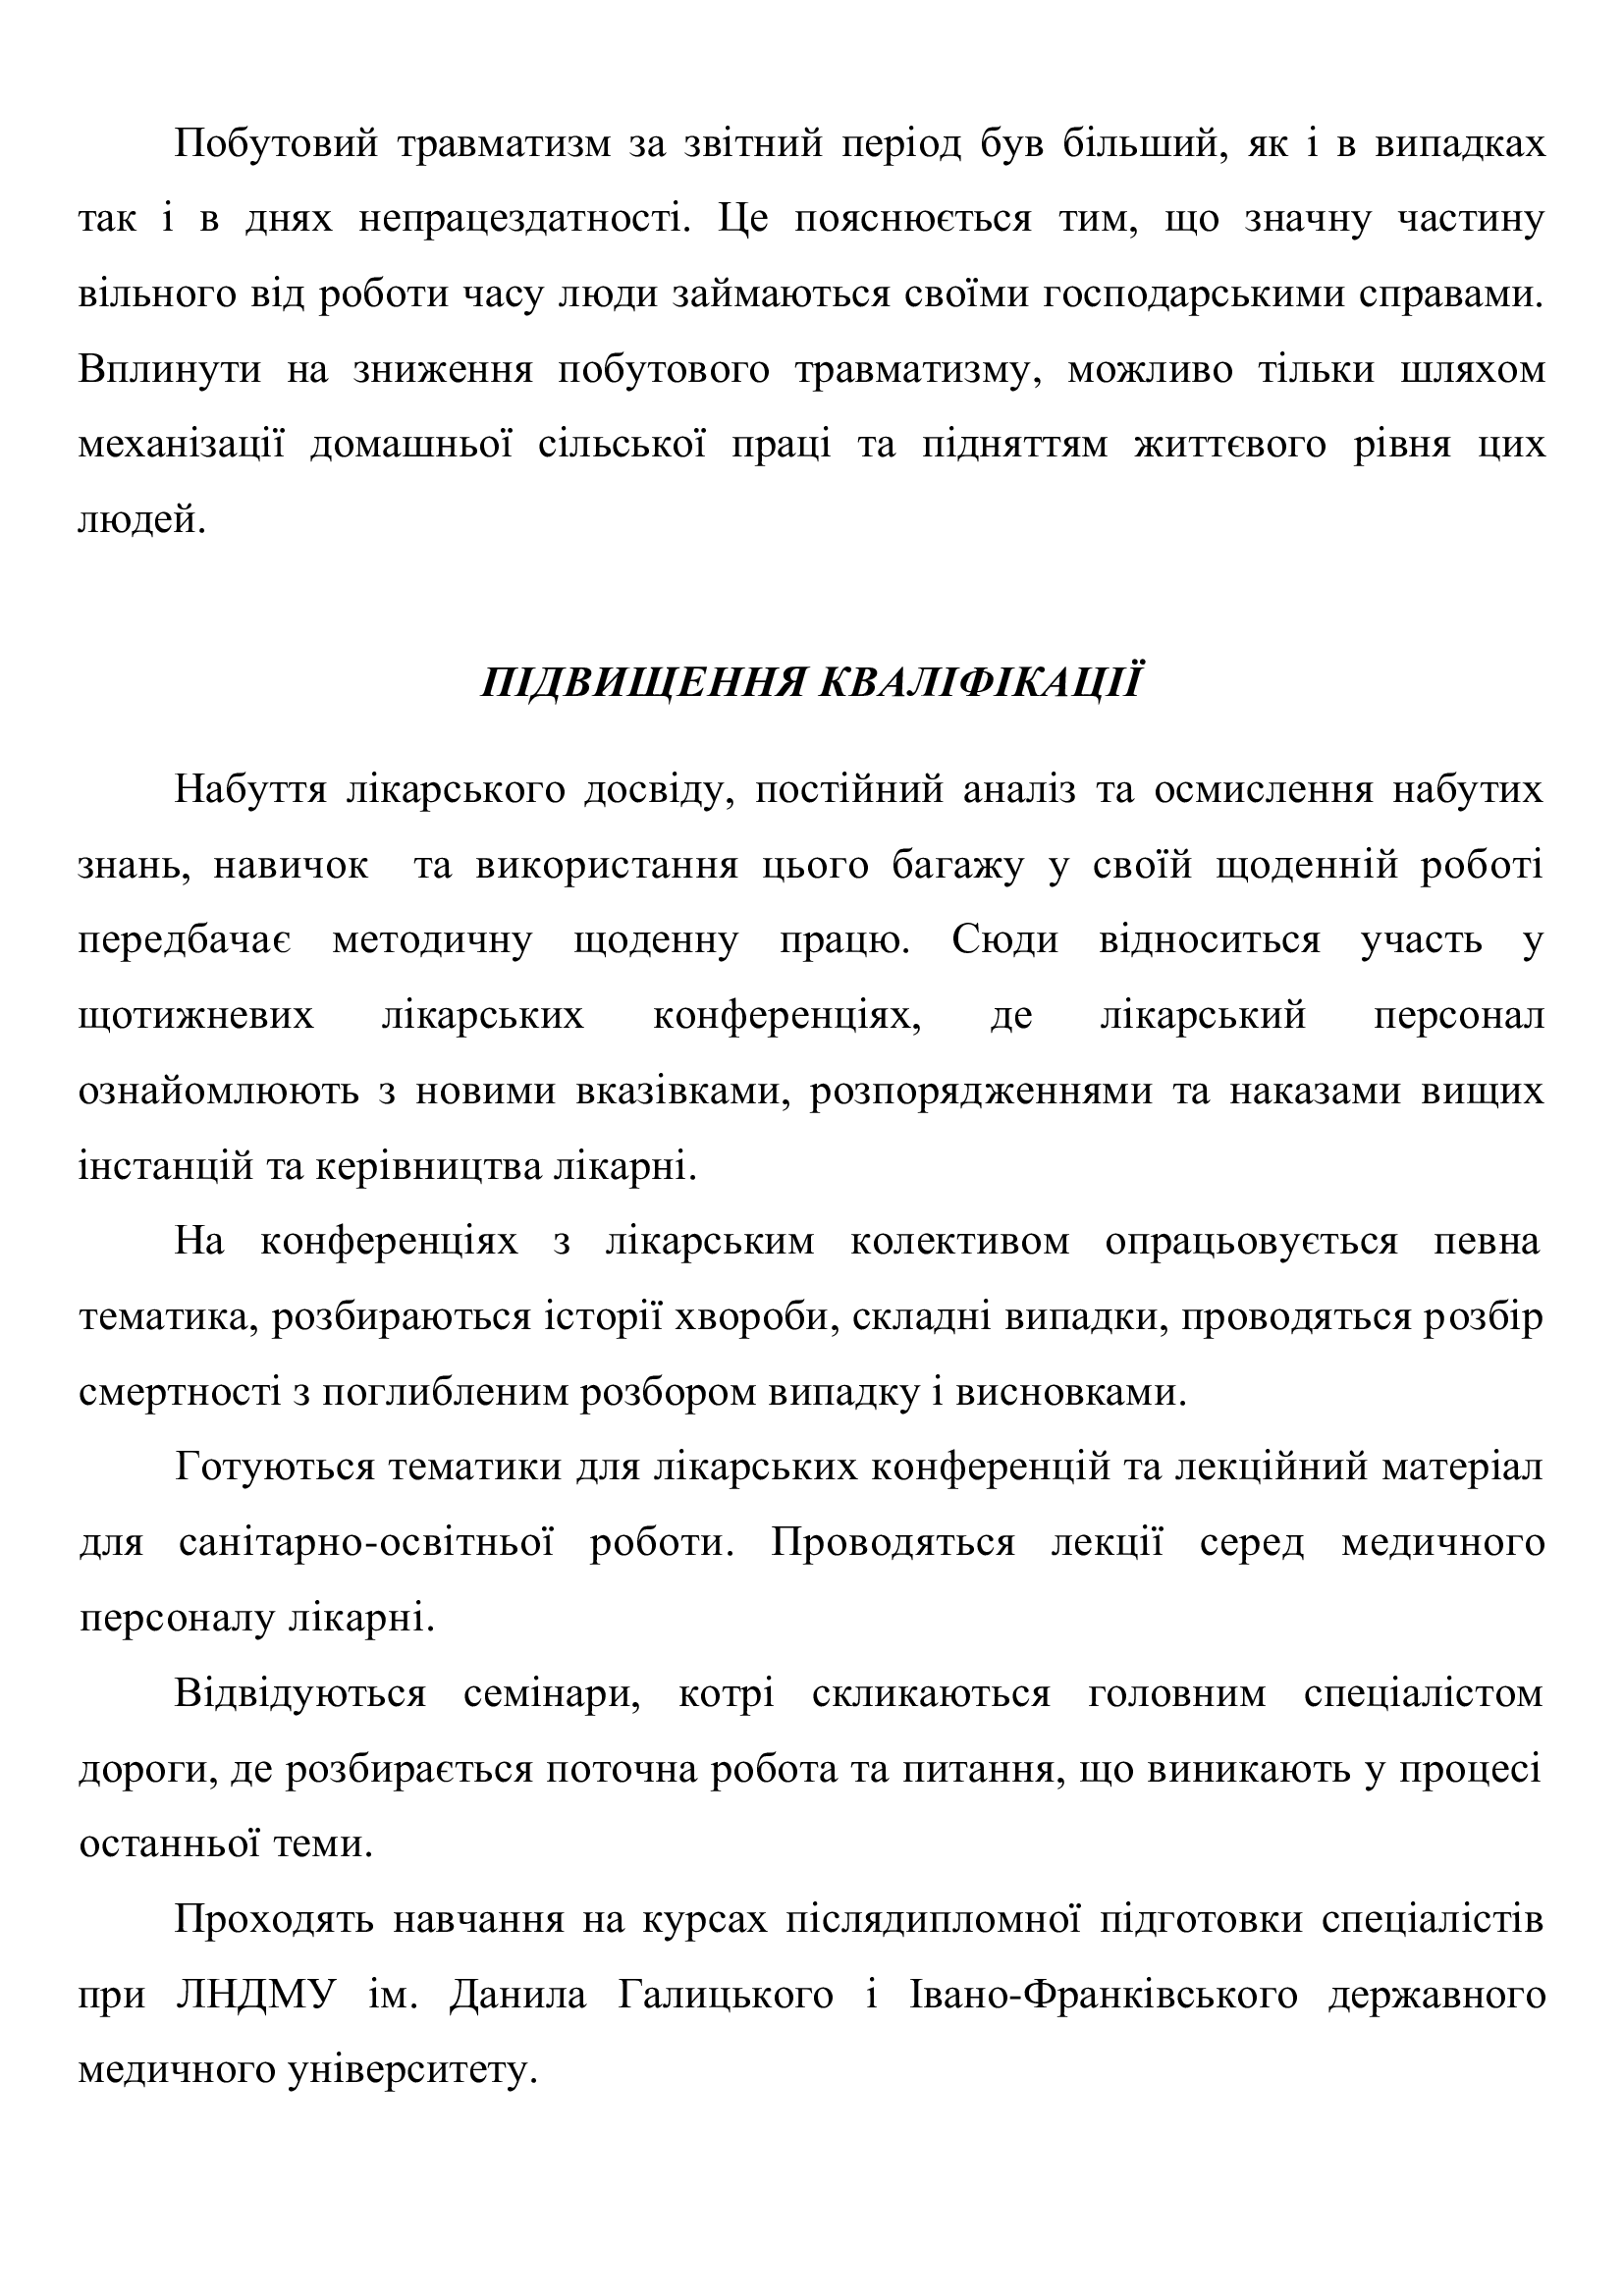 Побутовий травматизм за звітний період був більший, як і в випадках
так і в днях непрацездатності. Це пояснюється тим, що значну частину
вільного від роботи часу люди займаються своїми господарськими справами.
Вплинути на зниження побутового травматизму, можливо тільки шляхом
механізації домашньої сільської праці та підняттям життєвого рівня цих
людей.
ПІДВИЩЕННЯ КВАЛІФІКАЦІЇ
Набуття лікарського досвіду, постійний аналіз та осмислення набутих
знань, навичок та використання цього багажу у своїй щоденній роботі
передбачає методичну щоденну працю. Сюди відноситься участь у
щотижневих лікарських конференціях, де лікарський персонал
ознайомлюють з новими вказівками, розпорядженнями та наказами вищих
інстанцій та керівництва лікарні.
На конференціях з лікарським колективом опрацьовується певна
тематика, розбираються історії хвороби, складні випадки, проводяться розбір
смертності з поглибленим розбором випадку і висновками.
Готуються тематики для лікарських конференцій та лекційний матеріал
для санітарно-освітньої роботи. Проводяться лекції серед медичного
персоналу лікарні.
Відвідуються семінари, котрі скликаються головним спеціалістом
дороги, де розбирається поточна робота та питання, що виникають у процесі
останньої теми.
Проходять навчання на курсах післядипломної підготовки спеціалістів
при ЛНДМУ ім. Данила Галицького і Івано-Франківського державного
медичного університету.